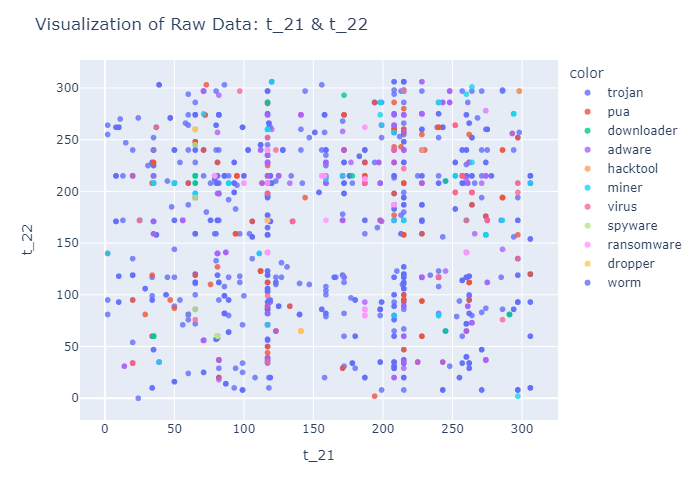 Visualization of Raw Data: t_21 & t_22
color
trojan
pua
downloader
adware
hacktool
miner
virus
spyware
ransomware
dropper
worm
t_22
300
250
200
150
100
50
0
0 50 100 150 200 250 300
t_21